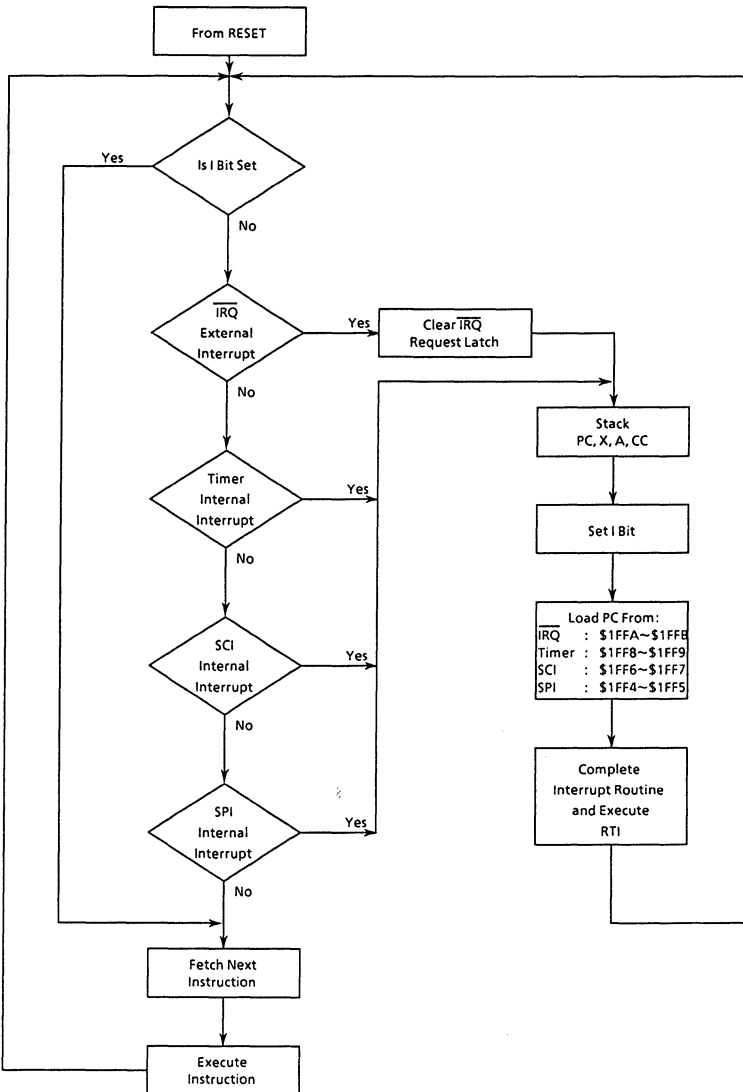 From RESET
Is I Bit Set
Yes
No
IRQ
External
Interrupt
Yes
No
Clear IRQ
Request Latch
Stack
PC, X, A, CC
Timer
Internal
Interrupt
Yes
No
Set I Bit
Load PC From:
IRQ : $1FFA~$1FFB
Timer : $1FF8~$1FF9
SCI : $1FF6~$1FF7
SPI : $1FF4~$1FF5
SCI
Internal
Interrupt
Yes
No
Complete
Interrupt Routine
and Execute
RTI
SPI
Internal
Interrupt
Yes
No
Fetch Next
Instruction
Execute
Instruction